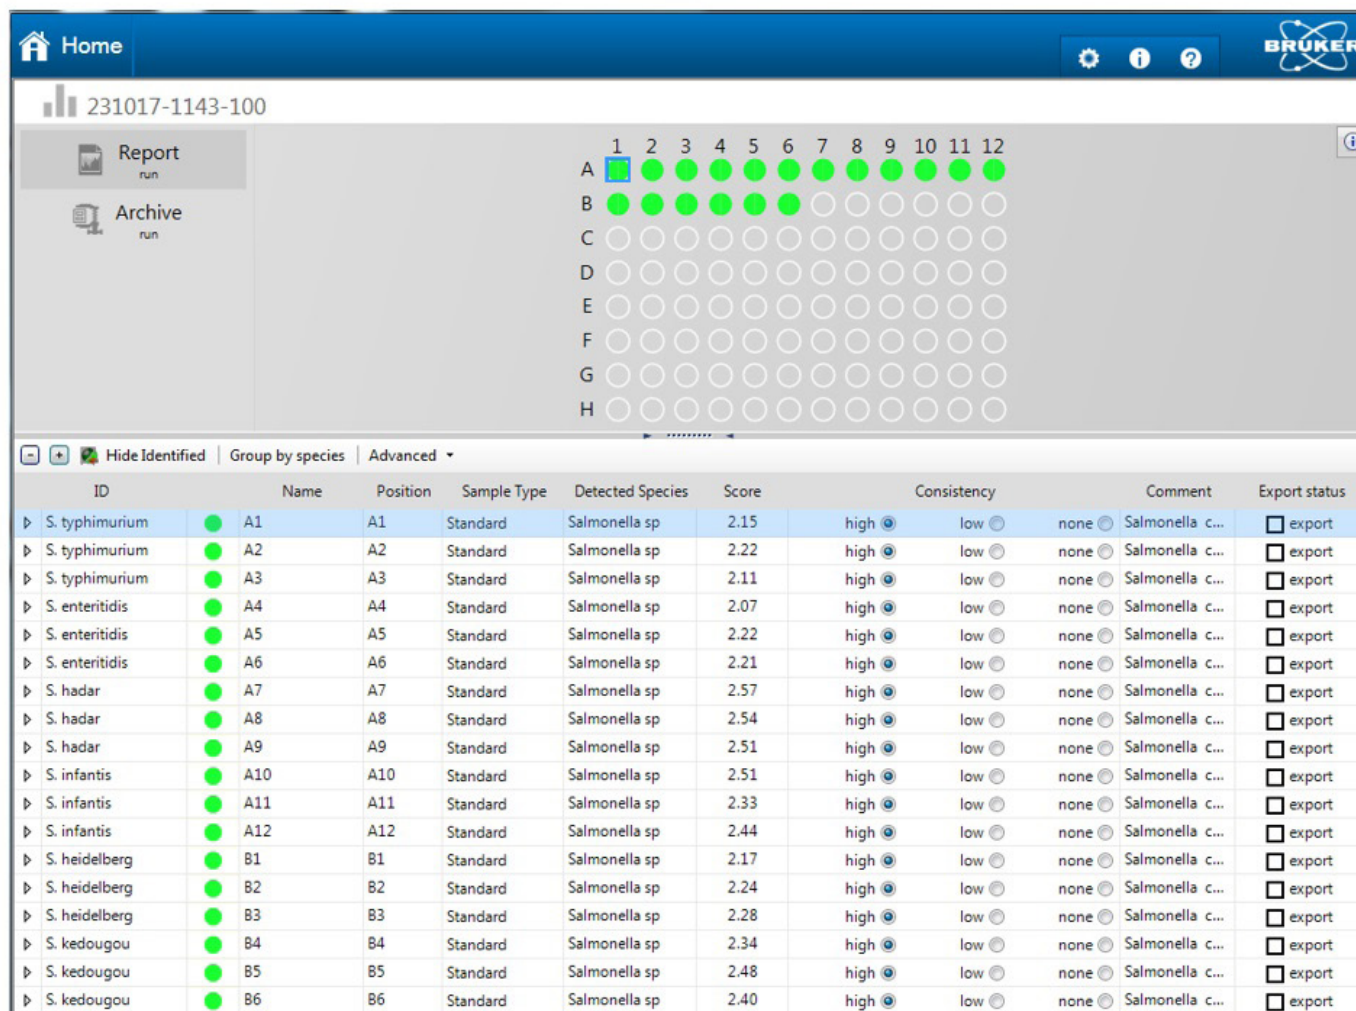 Home
BRUKER
231017-1143-100
Report
run
Archive
run
1 2 3 4 5 6 7 8 9 10 11 12
A
B
C
D
E
F
G
H
Hide Identified Group by species Advanced
ID Name Position Sample Type Detected Species Score Consistency Comment Export status
S. typhimurium A1 A1 Standard Salmonella sp 2.15 high low none Salmonella c... export
S. typhimurium A2 A2 Standard Salmonella sp 2.22 high low none Salmonella c... export
S. typhimurium A3 A3 Standard Salmonella sp 2.11 high low none Salmonella c... export
S. enteritidis A4 A4 Standard Salmonella sp 2.07 high low none Salmonella c... export
S. enteritidis A5 A5 Standard Salmonella sp 2.22 high low none Salmonella c... export
S. enteritidis A6 A6 Standard Salmonella sp 2.21 high low none Salmonella c... export
S. hadar A7 A7 Standard Salmonella sp 2.57 high low none Salmonella c... export
S. hadar A8 A8 Standard Salmonella sp 2.54 high low none Salmonella c... export
S. hadar A9 A9 Standard Salmonella sp 2.51 high low none Salmonella c... export
S. infantis A10 A10 Standard Salmonella sp 2.51 high low none Salmonella c... export
S. infantis A11 A11 Standard Salmonella sp 2.33 high low none Salmonella c... export
S. infantis A12 A12 Standard Salmonella sp 2.44 high low none Salmonella c... export
S. heidelberg B1 B1 Standard Salmonella sp 2.17 high low none Salmonella c... export
S. heidelberg B2 B2 Standard Salmonella sp 2.24 high low none Salmonella c... export
S. heidelberg B3 B3 Standard Salmonella sp 2.28 high low none Salmonella c... export
S. kedougou B4 B4 Standard Salmonella sp 2.34 high low none Salmonella c... export
S. kedougou B5 B5 Standard Salmonella sp 2.48 high low none Salmonella c... export
S. kedougou B6 B6 Standard Salmonella sp 2.40 high low none Salmonella c... export